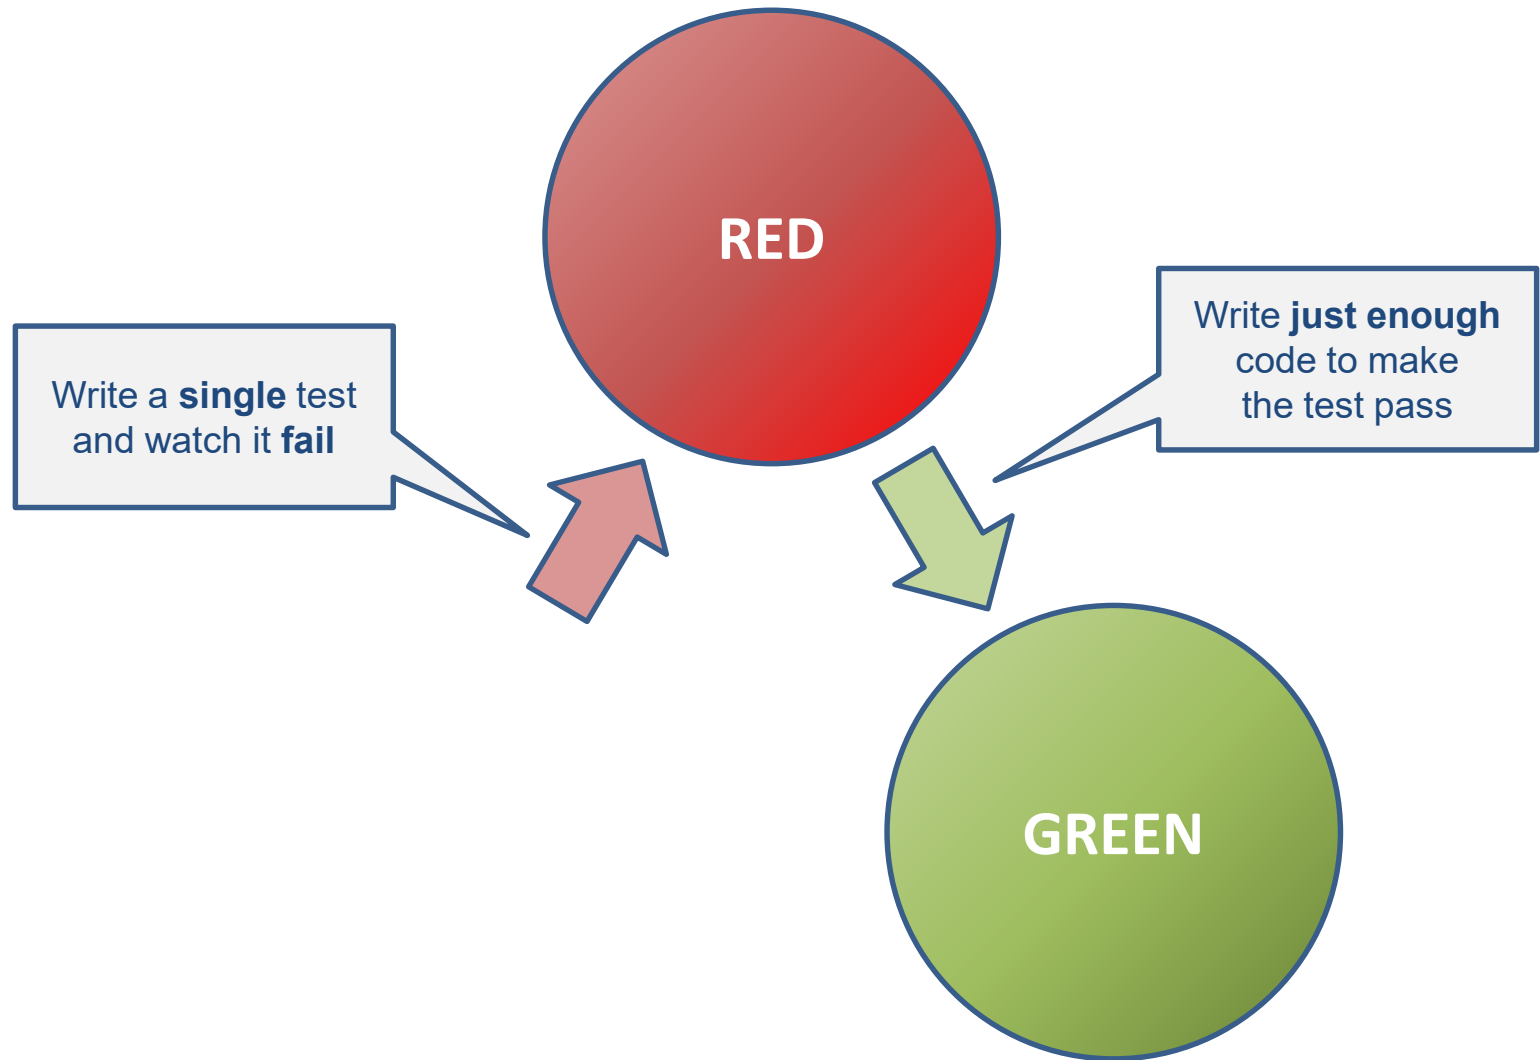 RED
Write a single test
and watch it fail
Write just enough
code to make
the test pass
GREEN